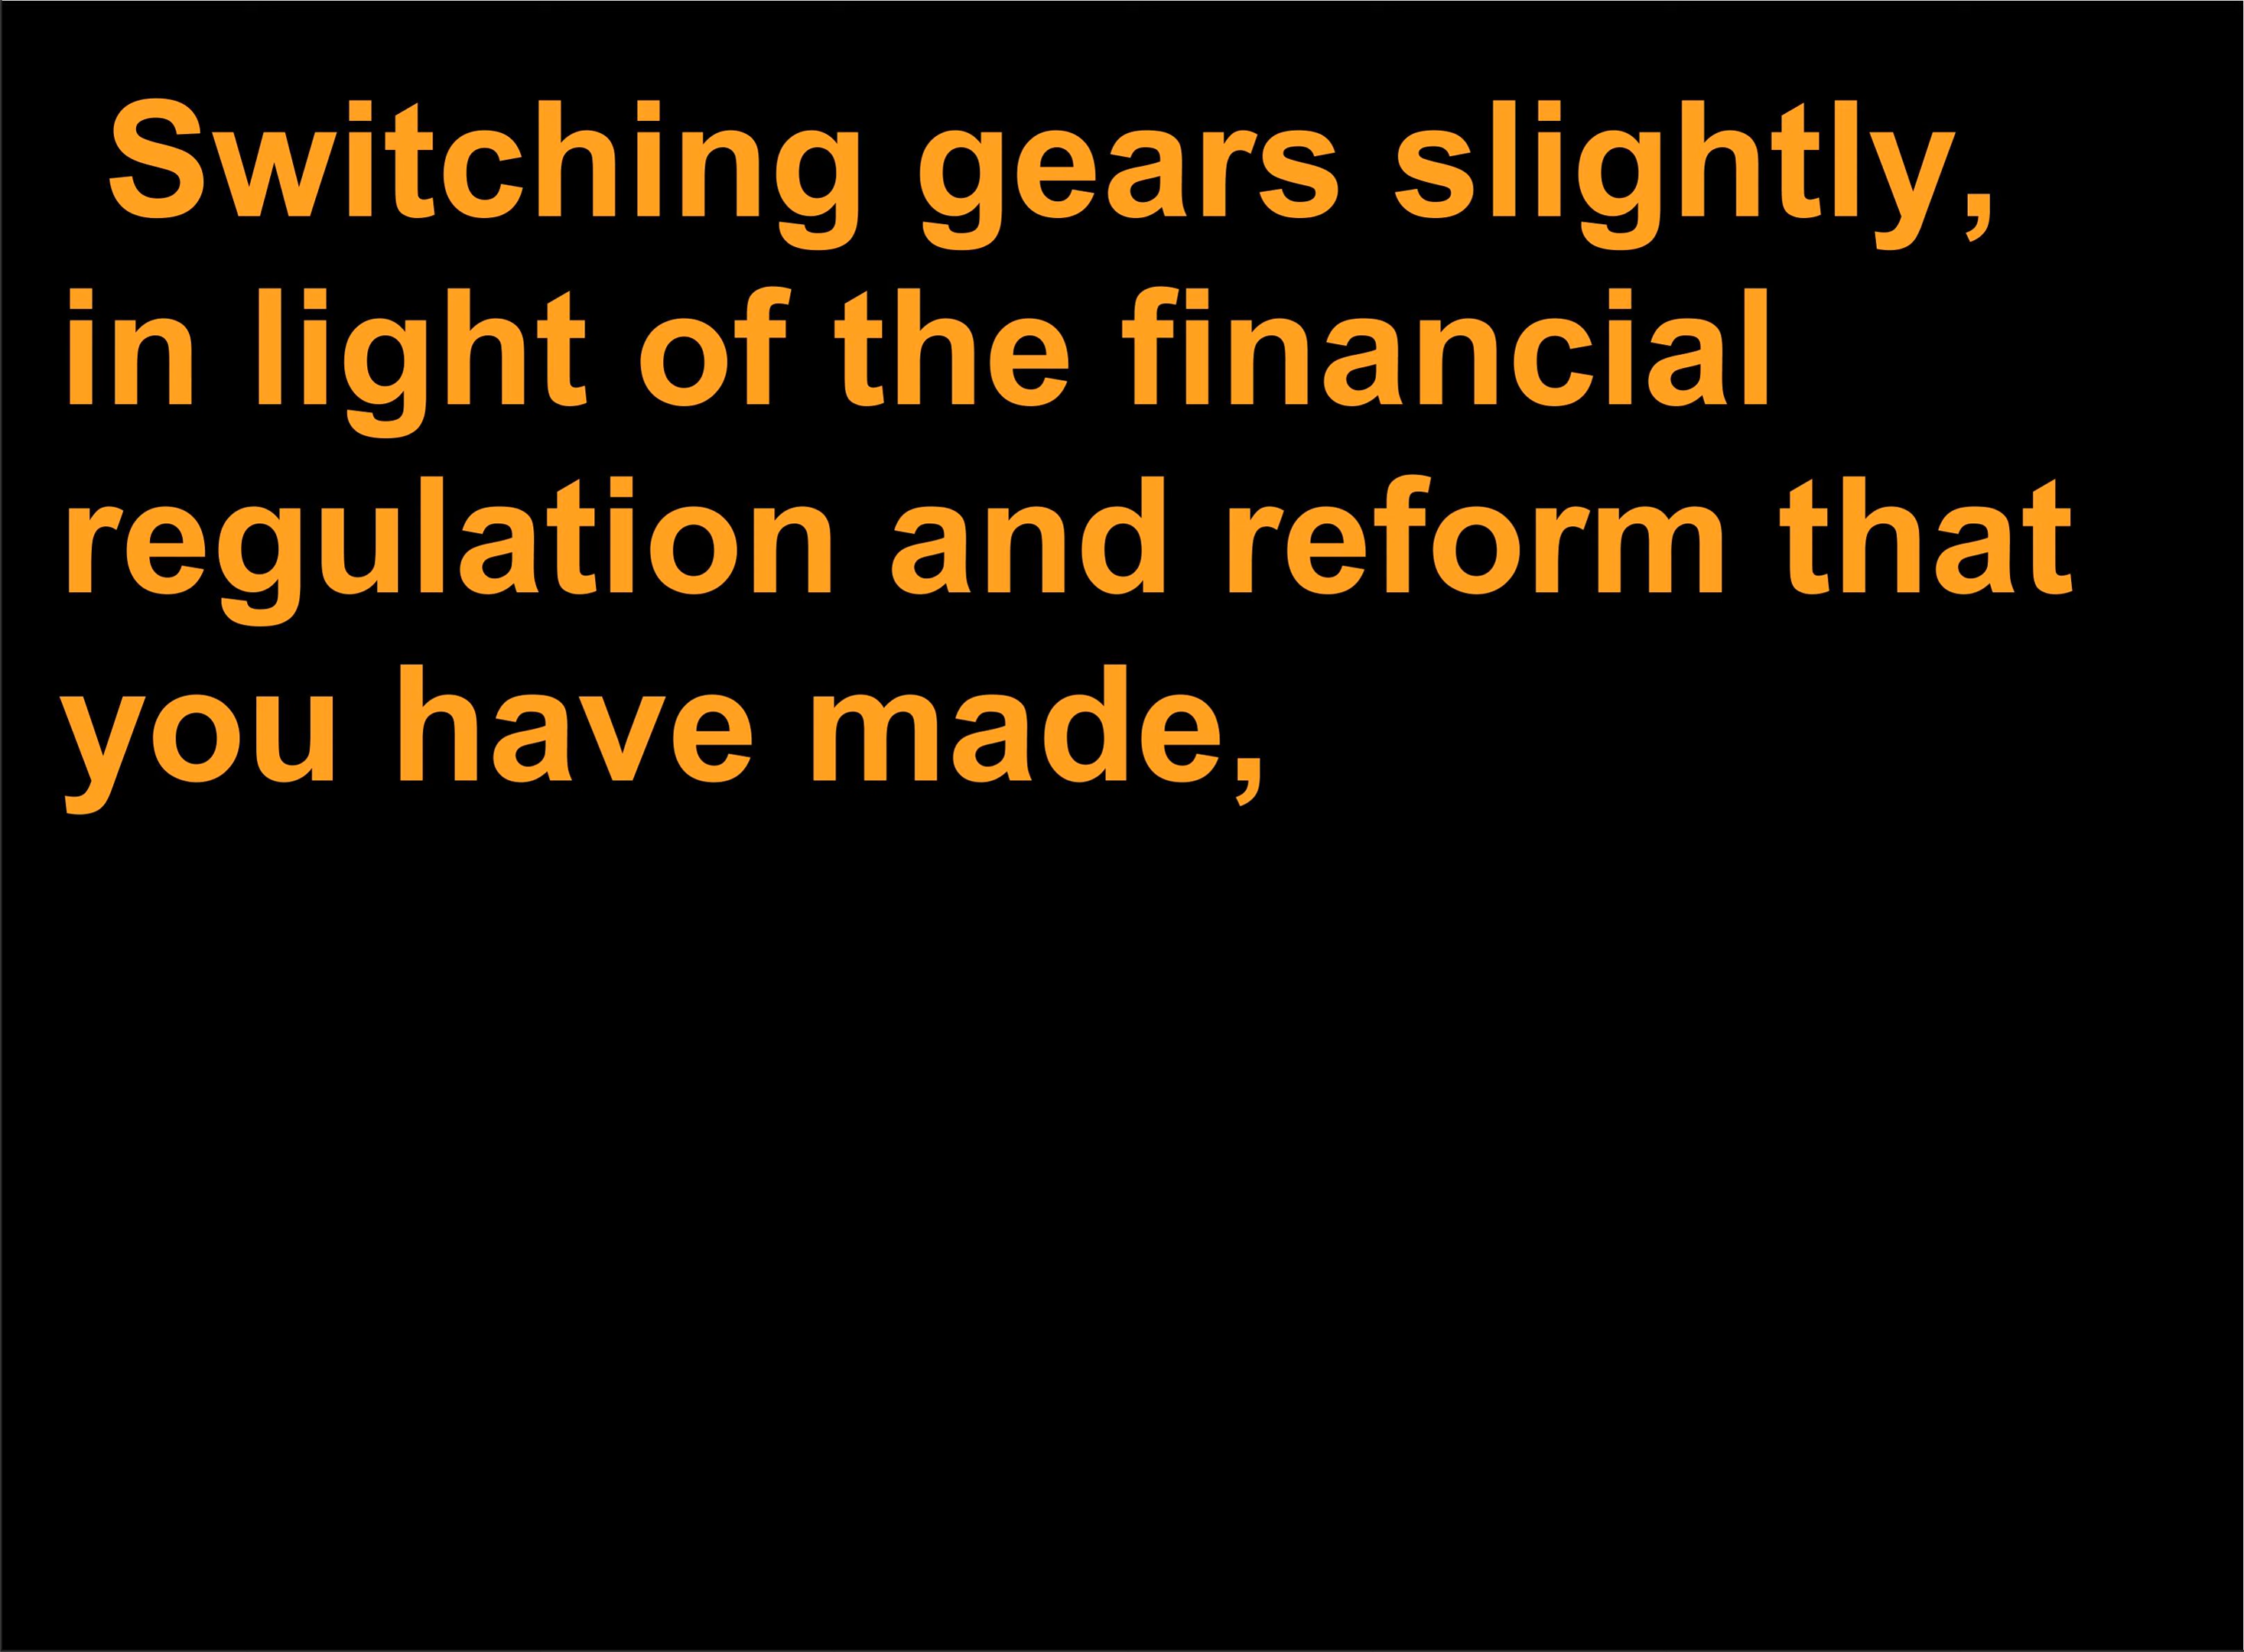 Switching gears slightly,
in light of the financial
regulation and reform that
you have made,